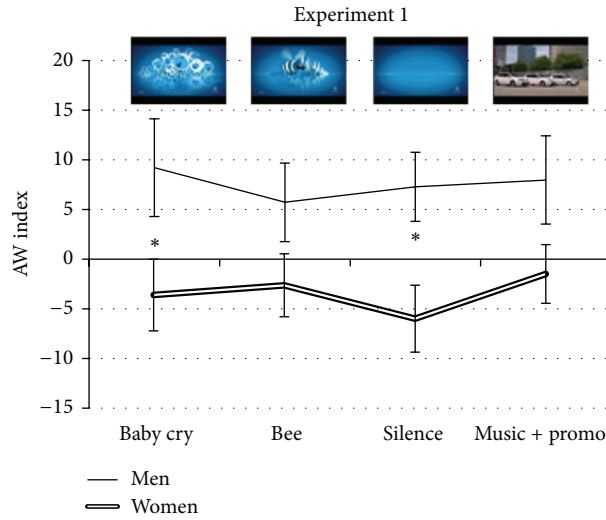 Experiment 1
20
15
10
5
0
−5
−10
−15
AW index
*
*
Baby cry
Bee
Silence
Music + promo
Men
Women